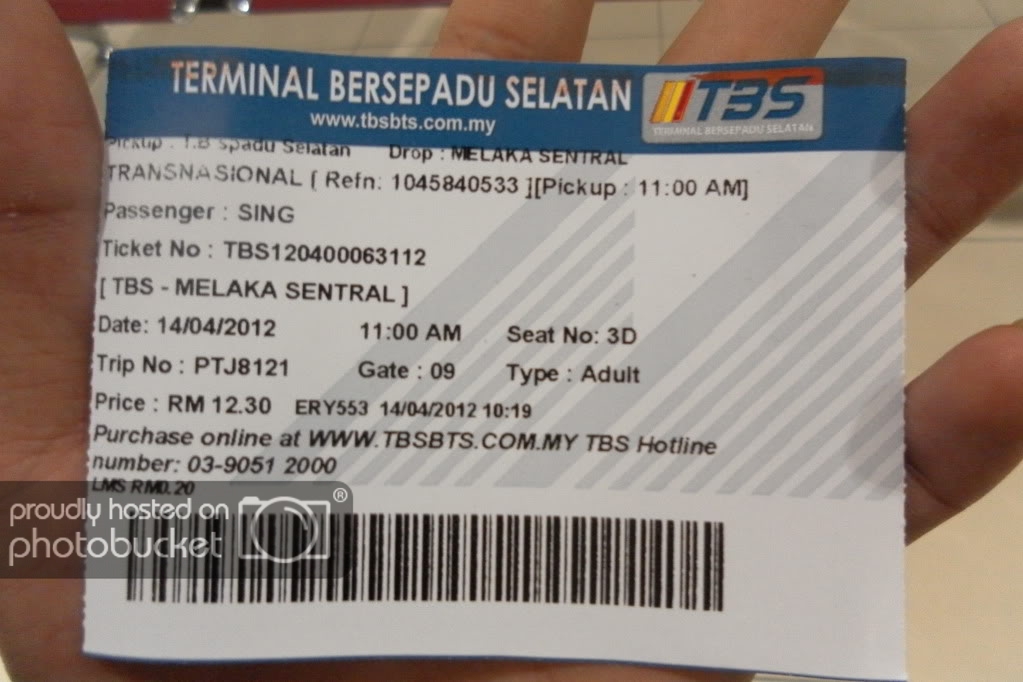 TERMINAL BERSEPADU SELATAN
www.tbsbts.com.my
TBS
TERMINAL BERSEPADU SELATAN
Pickup : T.B Spadu Selatan Drop : MELAKA SENTRAL
TRANSNASIONAL [ Refn: 1045840533 ][Pickup : 11:00 AM]
Passenger : SING
Ticket No : TBS120400063112
[ TBS - MELAKA SENTRAL ]
Date: 14/04/2012 11:00 AM Seat No: 3D
Trip No : PTJ8121 Gate : 09 Type : Adult
Price : RM 12.30 ERY553 14/04/2012 10:19
Purchase online at WWW.TBSBTS.COM.MY TBS Hotline
number: 03-9051 2000
LMS RM0.20
proudly hosted on
photobucket